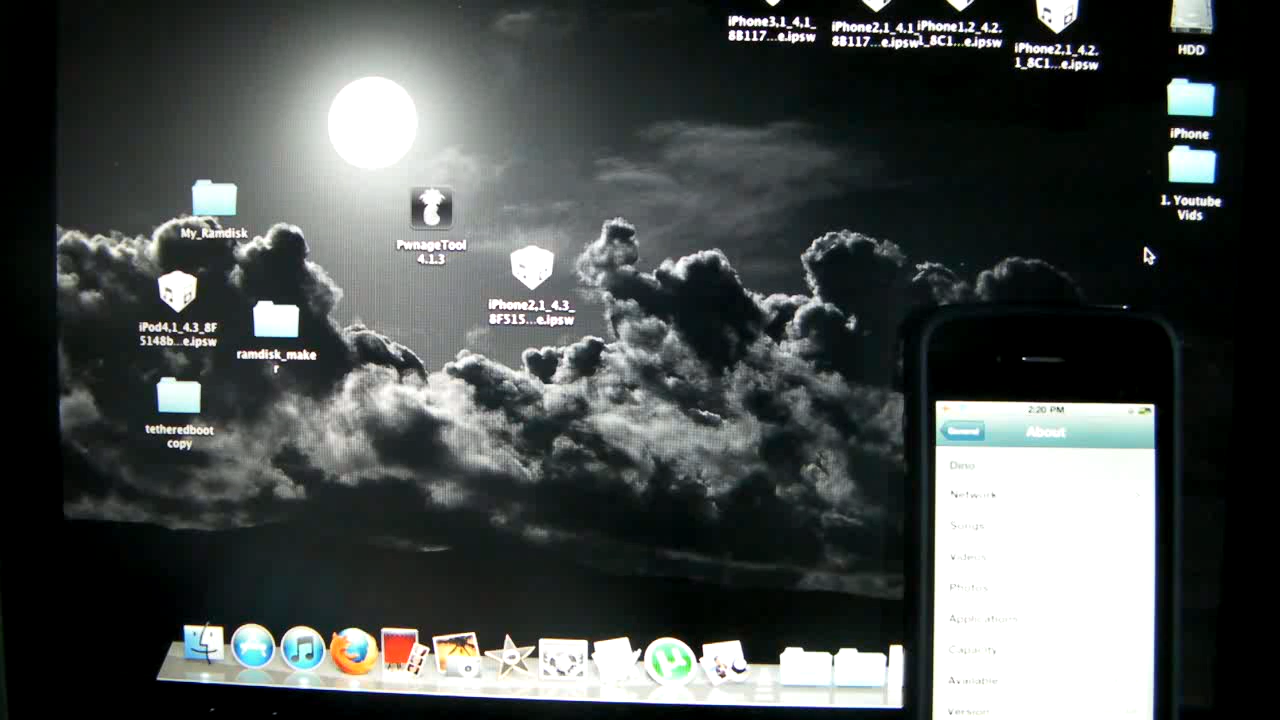 iPhone3,1_4,1_
8B117...e.ipsw
iPhone2,1_4.1_
8B117...e.ipsw
iPhone1,2_4.2.
1_8C1...e.ipsw
iPhone2,1_4.2.
1_8C1...e.ipsw
HDD
iPhone
1. Youtube
Vids
My_Ramdisk
PwnageTool
4.1.3
iPhone2,1_4.3_
8F515...e.ipsw
iPod4,1_4.3_8F
5148b...e.ipsw
ramdisk_make
r
tetheredboot
copy
2:20 PM
General
About
Dino
Network
Songs
Videos
Photos
Applications
Capacity
Available
Version